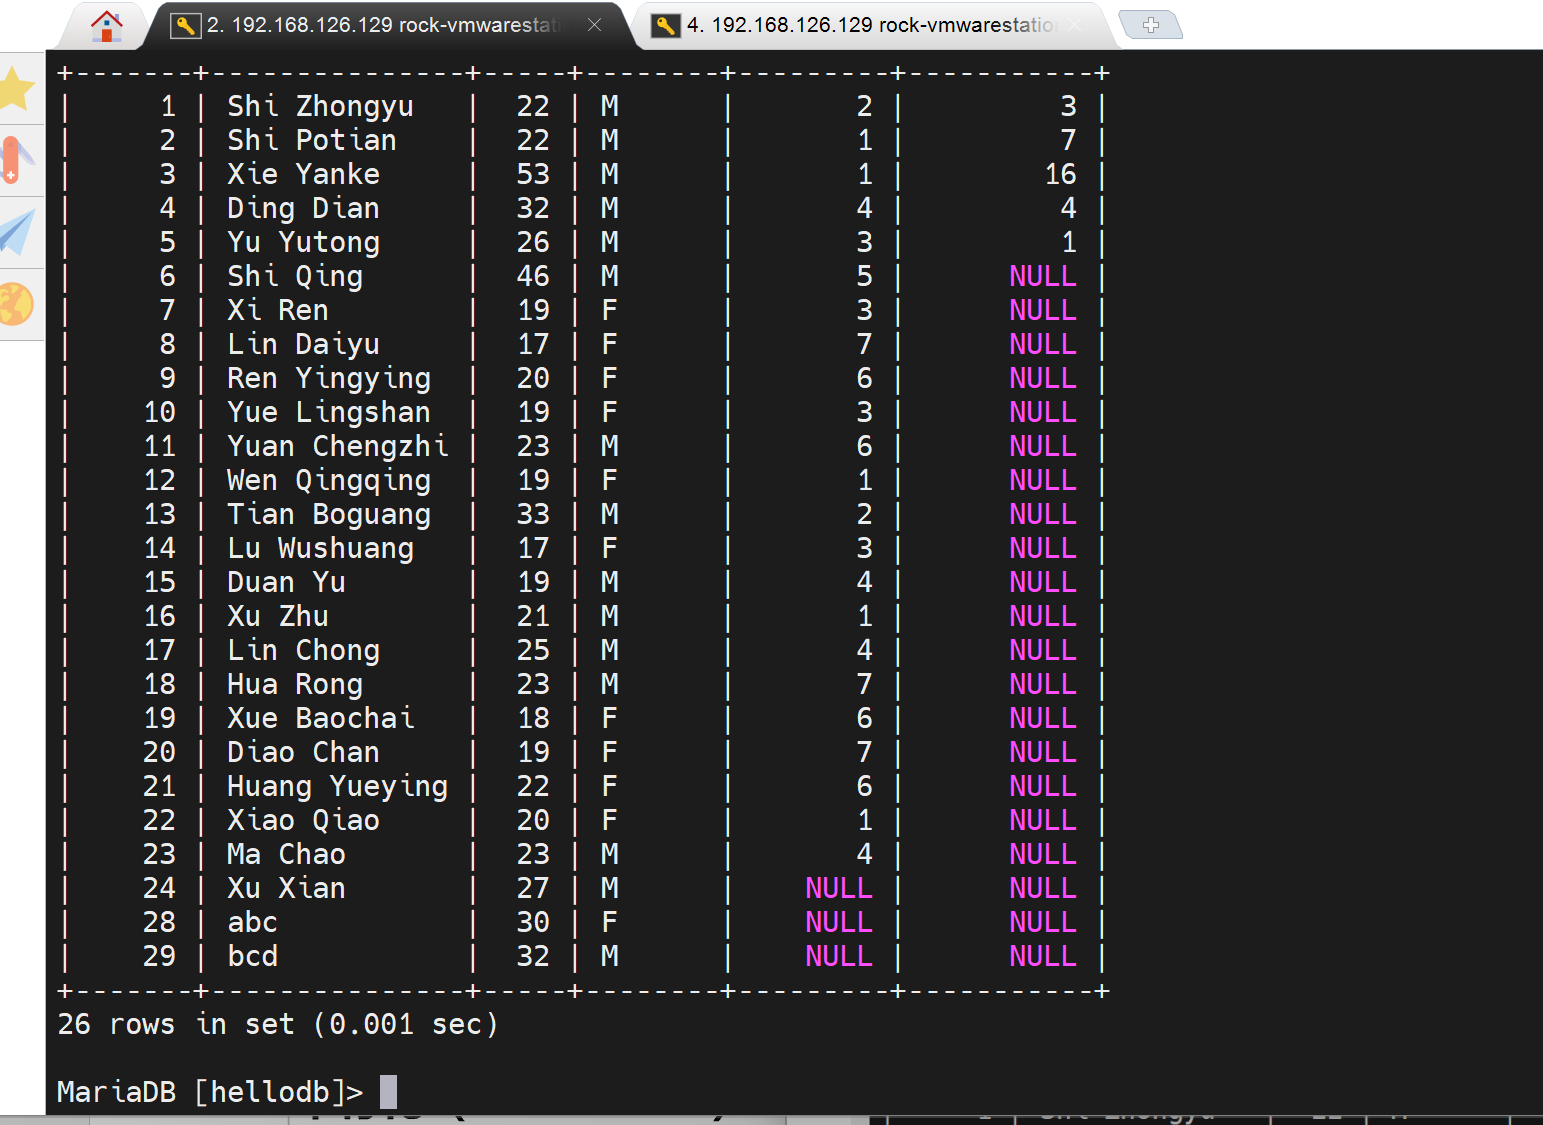 2. 192.168.126.129 rock-vmwarestat
4. 192.168.126.129 rock-vmwarestatio
+-------+---------------+-----+--------+---------+-----------+
| 1 | Shi Zhongyu | 22 | M | 2 | 3 |
| 2 | Shi Potian | 22 | M | 1 | 7 |
| 3 | Xie Yanke | 53 | M | 1 | 16 |
| 4 | Ding Dian | 32 | M | 4 | 4 |
| 5 | Yu Yutong | 26 | M | 3 | 1 |
| 6 | Shi Qing | 46 | M | 5 | NULL |
| 7 | Xi Ren | 19 | F | 3 | NULL |
| 8 | Lin Daiyu | 17 | F | 7 | NULL |
| 9 | Ren Yingying | 20 | F | 6 | NULL |
| 10 | Yue Lingshan | 19 | F | 3 | NULL |
| 11 | Yuan Chengzhi | 23 | M | 6 | NULL |
| 12 | Wen Qingqing | 19 | F | 1 | NULL |
| 13 | Tian Boguang | 33 | M | 2 | NULL |
| 14 | Lu Wushuang | 17 | F | 3 | NULL |
| 15 | Duan Yu | 19 | M | 4 | NULL |
| 16 | Xu Zhu | 21 | M | 1 | NULL |
| 17 | Lin Chong | 25 | M | 4 | NULL |
| 18 | Hua Rong | 23 | M | 7 | NULL |
| 19 | Xue Baochai | 18 | F | 6 | NULL |
| 20 | Diao Chan | 19 | F | 7 | NULL |
| 21 | Huang Yueying | 22 | F | 6 | NULL |
| 22 | Xiao Qiao | 20 | F | 1 | NULL |
| 23 | Ma Chao | 23 | M | 4 | NULL |
| 24 | Xu Xian | 27 | M | NULL | NULL |
| 28 | abc | 30 | F | NULL | NULL |
| 29 | bcd | 32 | M | NULL | NULL |
+-------+---------------+-----+--------+---------+-----------+
26 rows in set (0.001 sec)
MariaDB [hellodb]>